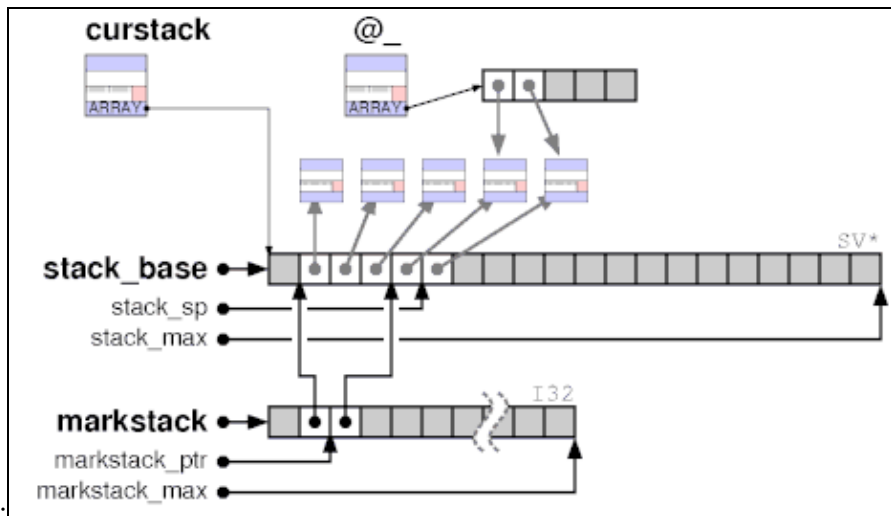 curstack @_
ARRAY ARRAY
SV*
stack_base
stack_sp
stack_max
I32
markstack
markstack_ptr
markstack_max
.